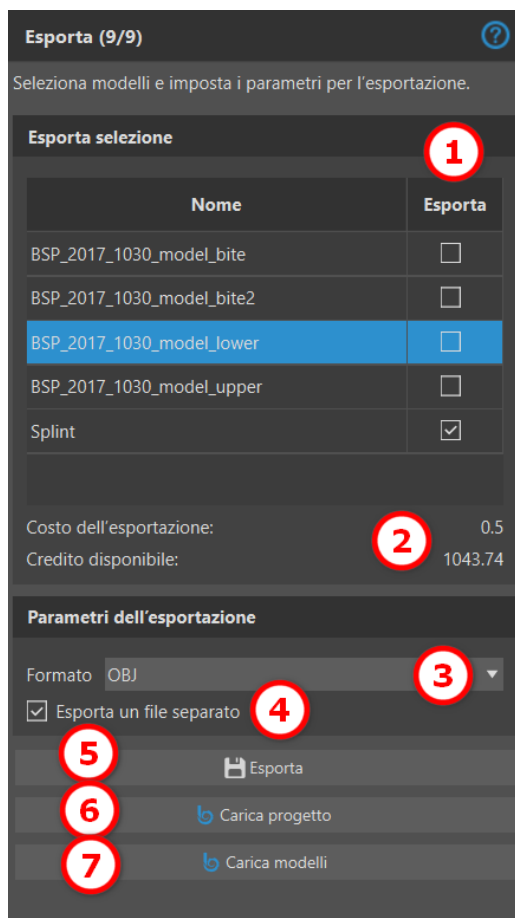 Esporta (9/9)
?
Seleziona modelli e imposta i parametri per l'esportazione.
Esporta selezione
1
Nome Esporta
BSP_2017_1030_model_bite
BSP_2017_1030_model_bite2
BSP_2017_1030_model_lower
BSP_2017_1030_model_upper
Splint
Costo dell'esportazione: 0.5
2
Credito disponibile: 1043.74
Parametri dell'esportazione
Formato OBJ 3
Esporta un file separato 4
5 Esporta
6 Carica progetto
7 Carica modelli